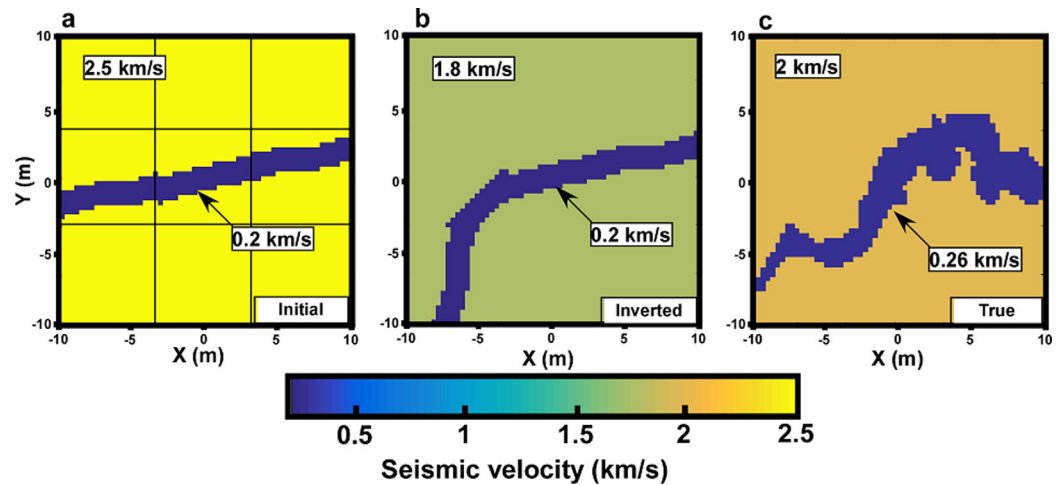 a
10
5
0
-5
-10
Y (m)
2.5 km/s
0.2 km/s
Initial
-10 -5 0 5 10
X (m)
b
10
5
0
-5
-10
1.8 km/s
0.2 km/s
Inverted
-10 -5 0 5 10
X (m)
c
10
5
0
-5
-10
2 km/s
0.26 km/s
True
-10 -5 0 5 10
X (m)
0.5 1 1.5 2 2.5
Seismic velocity (km/s)